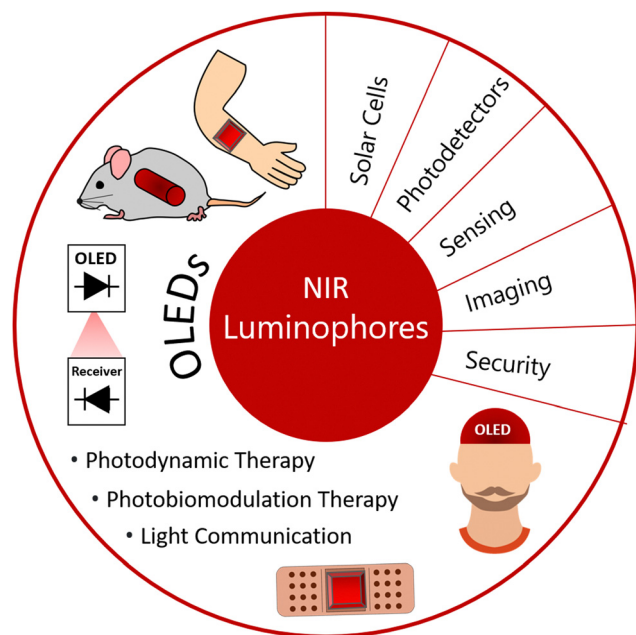 Solar Cells
Photodetectors
Sensing
Imaging
Security
NIR
Luminophores
OLEDs
OLED
Receiver
OLED
• Photodynamic Therapy
• Photobiomodulation Therapy
• Light Communication